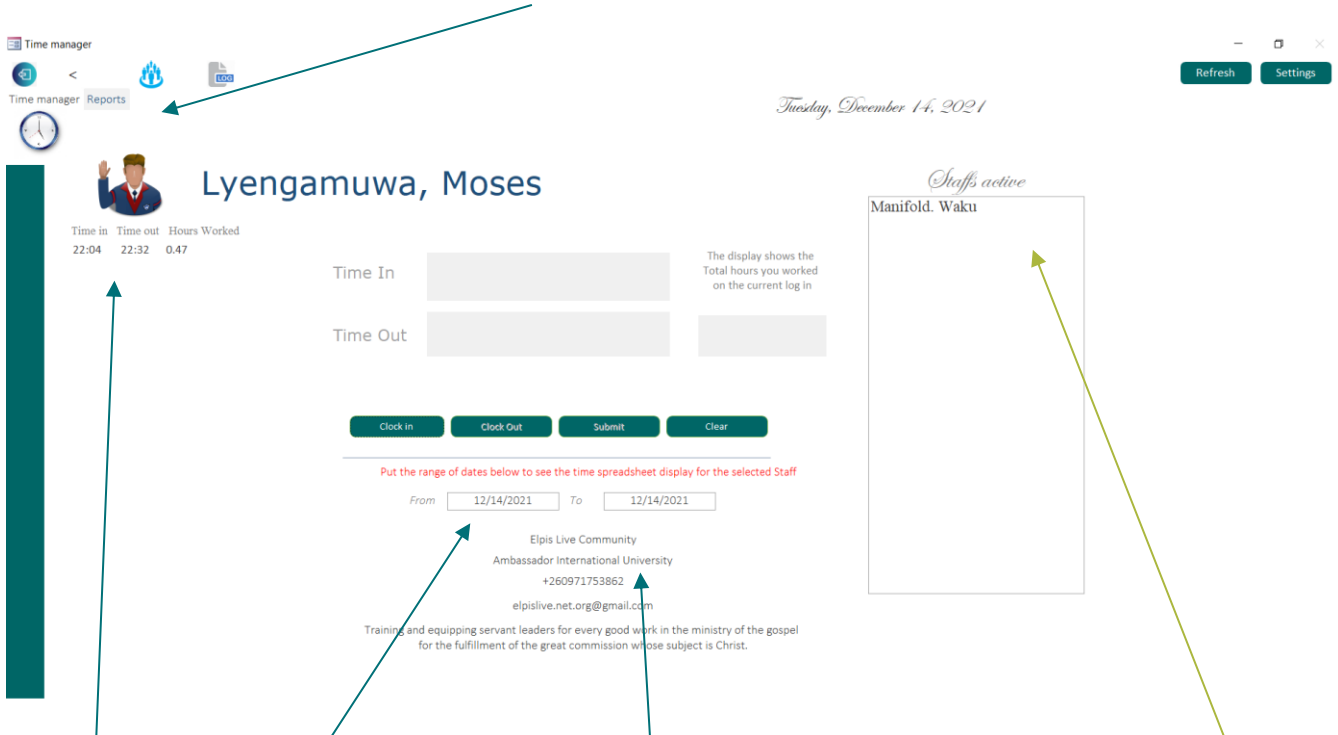 Time manager
<
LOG
Refresh Settings
Time manager Reports
Tuesday, December 14, 2021
Lyengamuwa, Moses
Staffs active
Manifold. Waku
Time in Time out Hours Worked
22:04 22:32 0.47
Time In
The display shows the
Total hours you worked
on the current log in
Time Out
Clock in Clock Out Submit Clear
Put the range of dates below to see the time spreadsheet display for the selected Staff
From 12/14/2021 To 12/14/2021
Elpis Live Community
Ambassador International University
+260971753862
elpislive.net.org@gmail.com
Training and equipping servant leaders for every good work in the ministry of the gospel
for the fulfillment of the great commission whose subject is Christ.